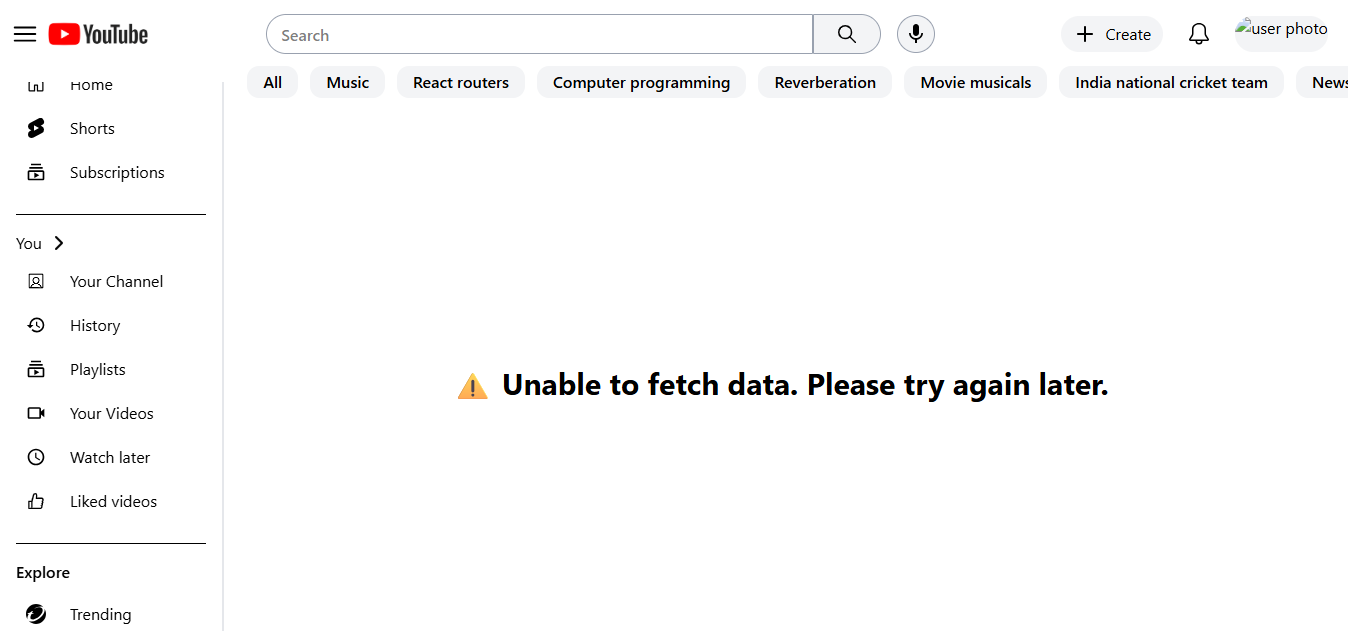 YouTube
Search
Create
user photo
All Music React routers Computer programming Reverberation Movie musicals India national cricket team News
Home
Shorts
Subscriptions
You
Your Channel
History
Playlists
Your Videos
Watch later
Liked videos
Explore
Trending
Unable to fetch data. Please try again later.